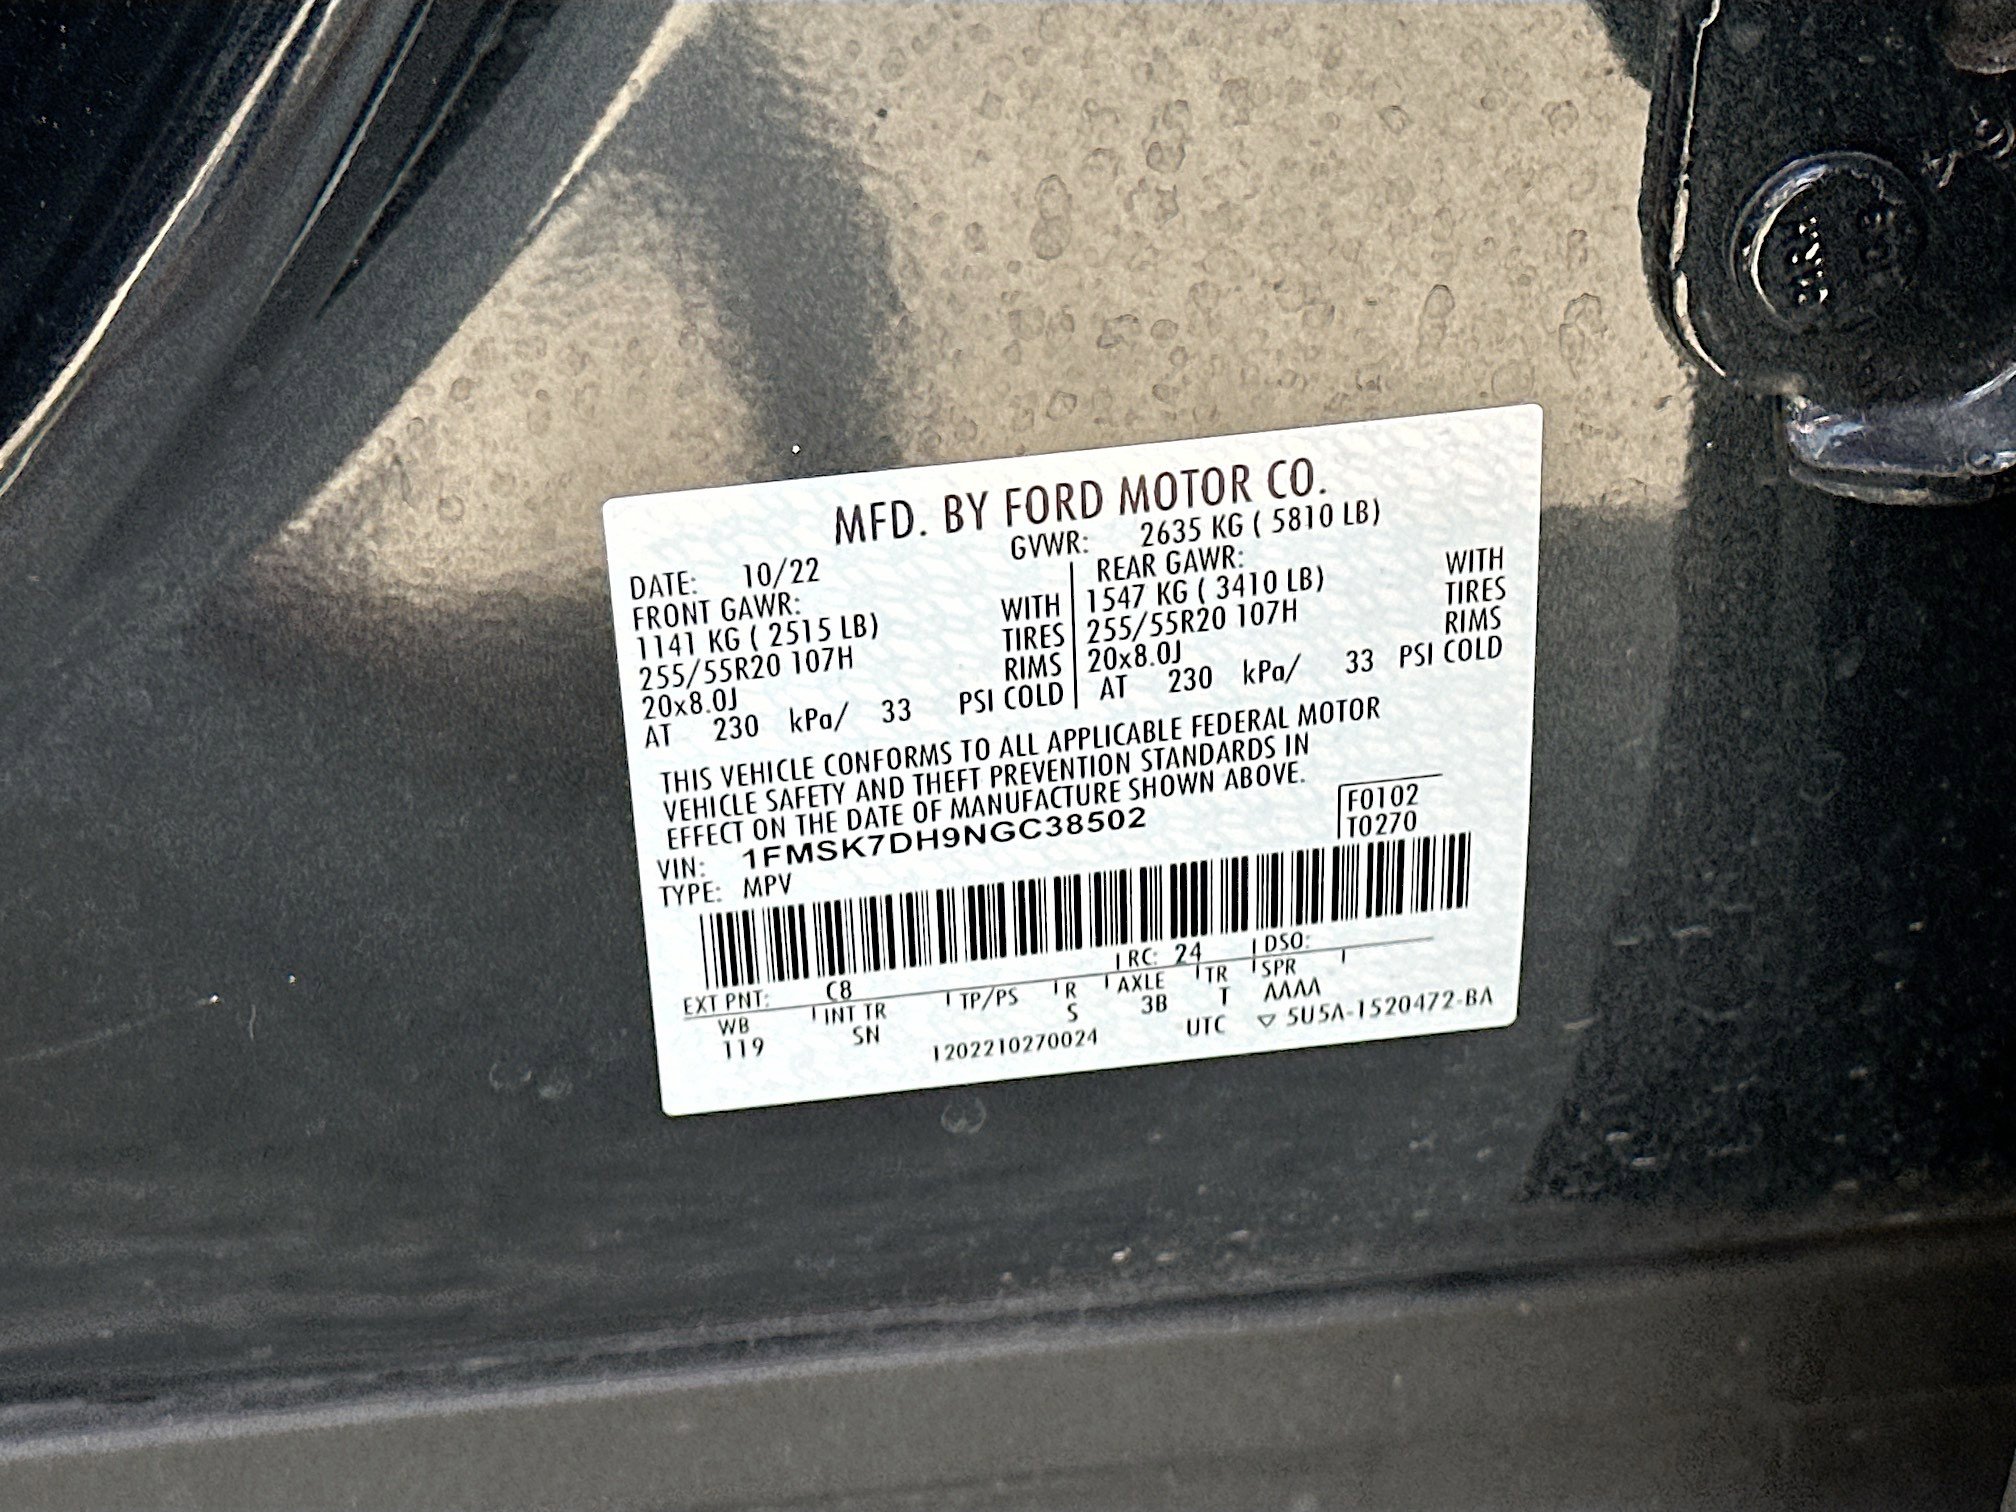 MFD. BY FORD MOTOR CO.
DATE: 10/22 GVWR: 2635 KG ( 5810 LB)
FRONT GAWR: REAR GAWR:
1141 KG ( 2515 LB) WITH 1547 KG ( 3410 LB) WITH
255/55R20 107H TIRES 255/55R20 107H TIRES
20x8.0J RIMS 20x8.0J RIMS
AT 230 kPa/ 33 PSI COLD AT 230 kPa/ 33 PSI COLD
THIS VEHICLE CONFORMS TO ALL APPLICABLE FEDERAL MOTOR
VEHICLE SAFETY AND THEFT PREVENTION STANDARDS IN
EFFECT ON THE DATE OF MANUFACTURE SHOWN ABOVE.
VIN: 1FMSK7DH9NGC38502 F0102
TYPE: MPV T0270
EXT PNT: C8 RC: 24 DSO:
WB INT TR TP/PS R AXLE TR SPR
119 SN S 3B T AAAA
1202210270024 UTC ▽ 5U5A-1520472-BA